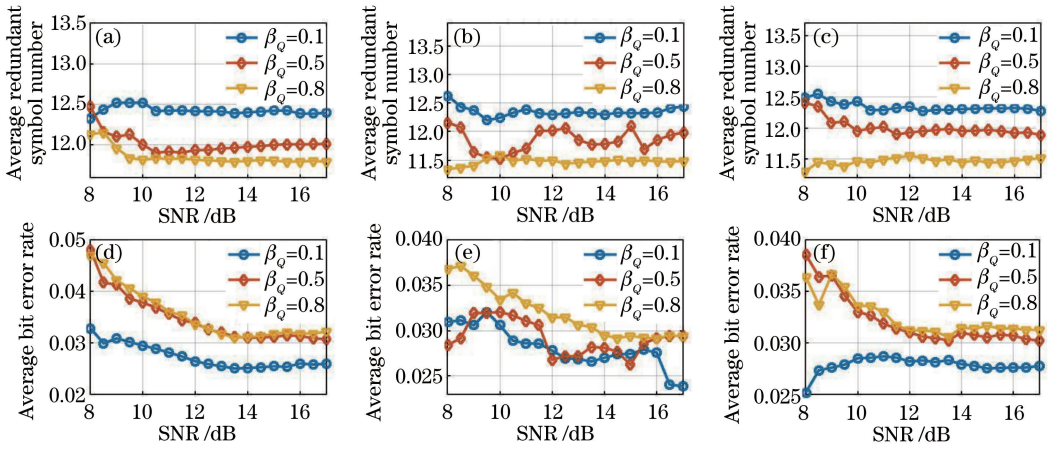 Average redundant
symbol number
13.5
13.0
12.5
12.0
(a)
β_Q=0.1
β_Q=0.5
β_Q=0.8
8 10 12 14 16
SNR /dB
Average redundant
symbol number
13.5
13.0
12.5
12.0
11.5
(b)
β_Q=0.1
β_Q=0.5
β_Q=0.8
8 10 12 14 16
SNR /dB
Average redundant
symbol number
13.5
13.0
12.5
12.0
11.5
(c)
β_Q=0.1
β_Q=0.5
β_Q=0.8
8 10 12 14 16
SNR /dB
Average bit error rate
0.05
0.04
0.03
0.02
(d)
β_Q=0.1
β_Q=0.5
β_Q=0.8
8 10 12 14 16
SNR /dB
Average bit error rate
0.040
0.035
0.030
0.025
(e)
β_Q=0.1
β_Q=0.5
β_Q=0.8
8 10 12 14 16
SNR /dB
Average bit error rate
0.040
0.035
0.030
0.025
(f)
β_Q=0.1
β_Q=0.5
β_Q=0.8
8 10 12 14 16
SNR /dB